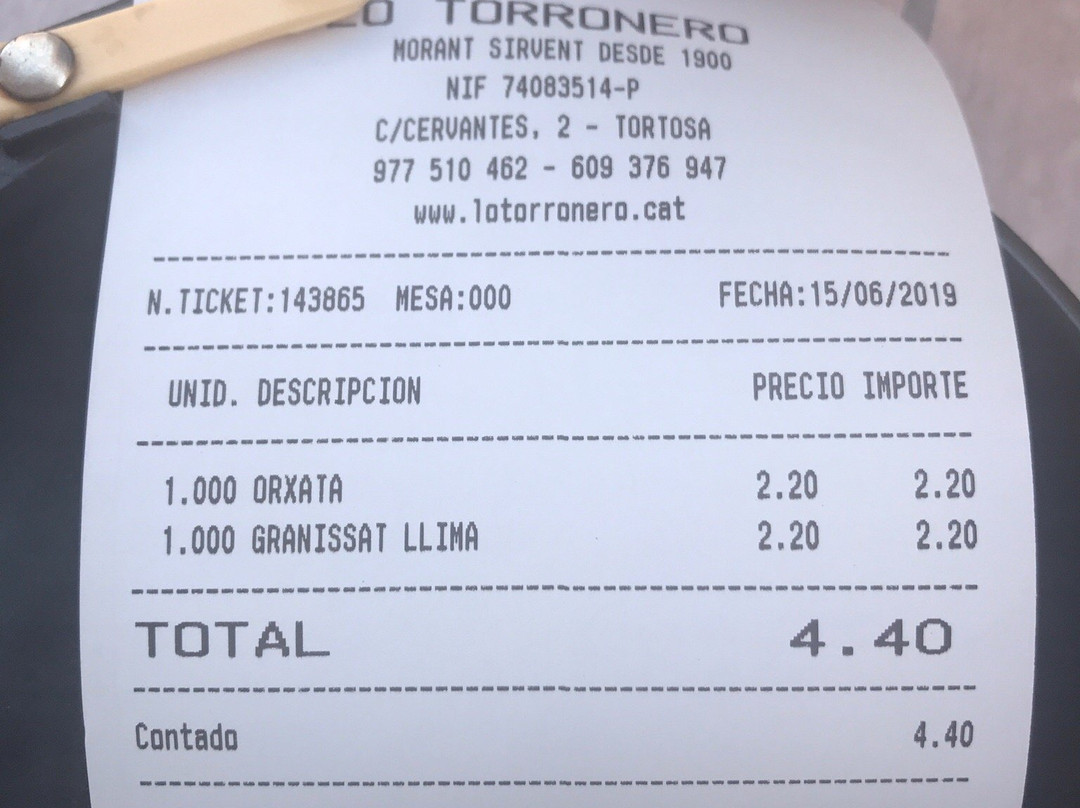 LO TORRONERO
MORANT SIRVENT DESDE 1900
NIF 74083514-P
C/CERVANTES, 2 - TORTOSA
977 510 462 - 609 376 947
www.lotorronero.cat
N.TICKET:143865 MESA:000 FECHA:15/06/2019
UNID. DESCRIPCION PRECIO IMPORTE
1.000 ORXATA 2.20 2.20
1.000 GRANISSAT LLIMA 2.20 2.20
TOTAL 4.40
Contado 4.40